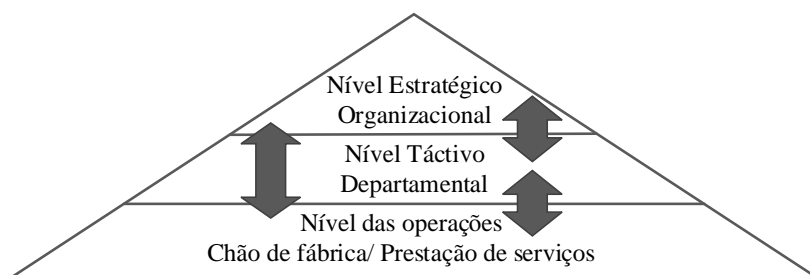 Nível Estratégico
Organizacional
Nível Táctivo
Departamental
Nível das operações
Chão de fábrica/ Prestação de serviços